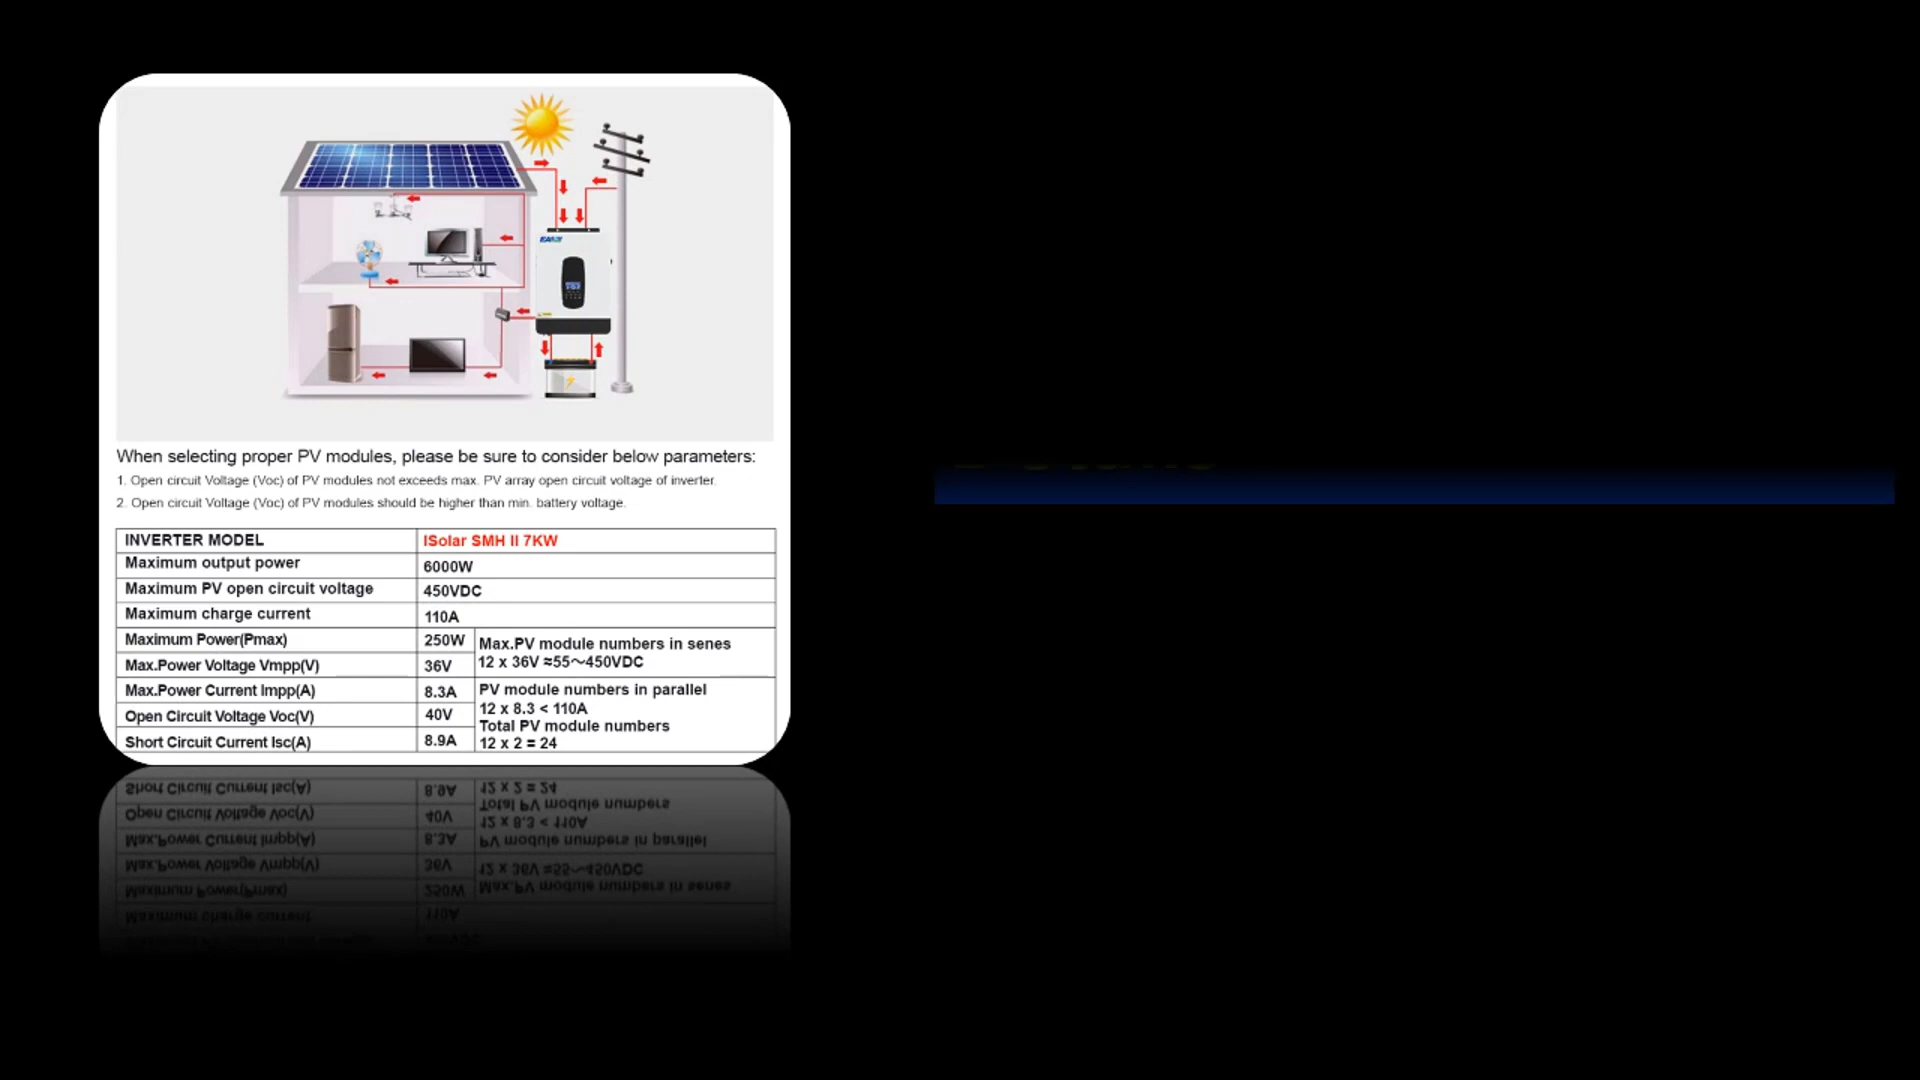 When selecting proper PV modules, please be sure to consider below parameters:
1. Open circuit Voltage (Voc) of PV modules not exceeds max. PV array open circuit voltage of inverter.
2. Open circuit Voltage (Voc) of PV modules should be higher than min. battery voltage.
INVERTER MODEL ISolar SMH II 7KW
Maximum output power 6000W
Maximum PV open circuit voltage 450VDC
Maximum charge current 110A
Maximum Power(Pmax) 250W
Max.Power Voltage Vmpp(V) 36V
Max.PV module numbers in senes
12 x 36V ≈55～450VDC
Max.Power Current Impp(A) 8.3A
Open Circuit Voltage Voc(V) 40V
Short Circuit Current Isc(A) 8.9A
PV module numbers in parallel
12 x 8.3 < 110A
Total PV module numbers
12 x 2 = 24